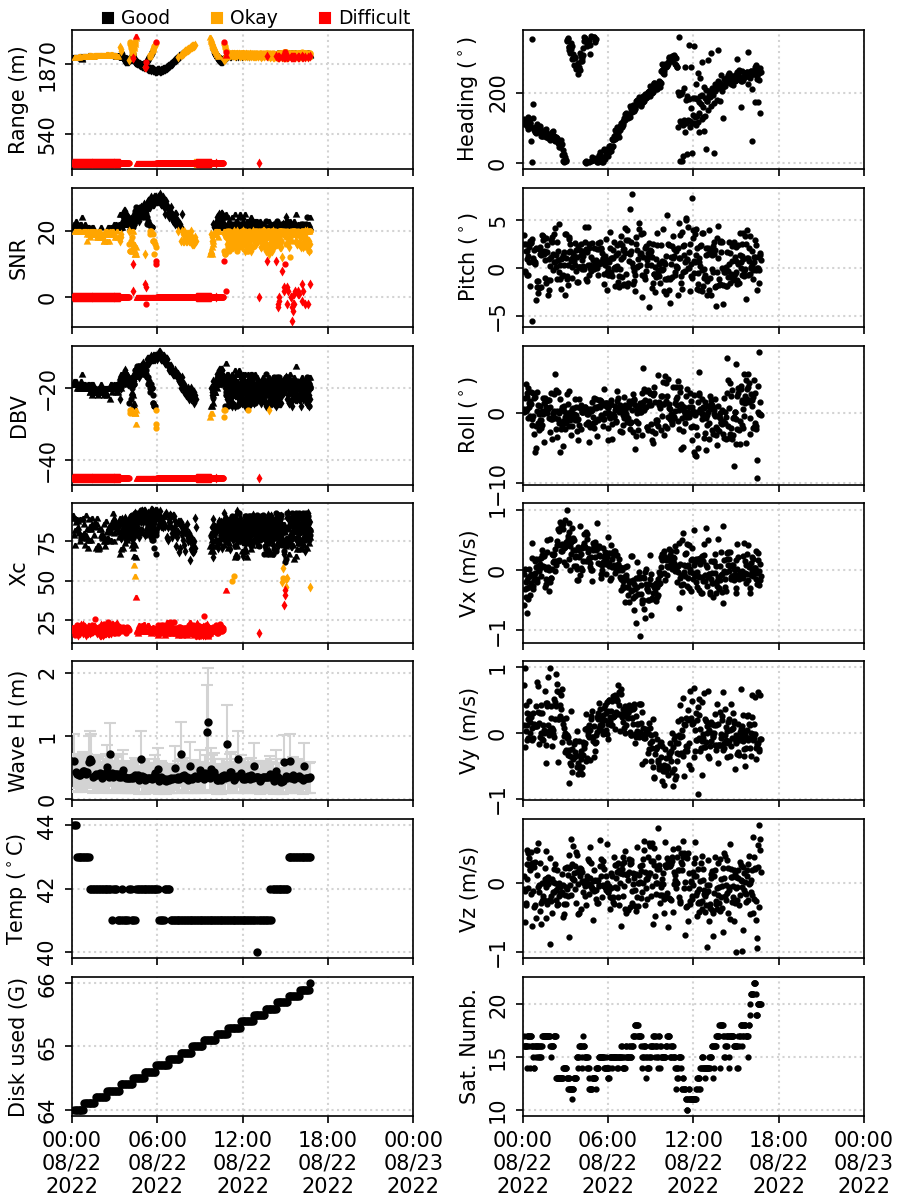 Good Okay Difficult
Range (m)
1870
540
Heading (°)
200
0
SNR
20
0
Pitch (°)
5
0
−5
DBV
−20
−40
Roll (°)
0
−10
Xc
75
50
25
Vx (m/s)
1
0
−1
Wave H (m)
2
1
0
Vy (m/s)
1
0
−1
Temp (°C)
44
42
40
Vz (m/s)
0
−1
Disk used (G)
66
65
64
Sat. Numb.
20
15
10
00:00 06:00 12:00 18:00 00:00
08/22 08/22 08/22 08/22 08/23
2022 2022 2022 2022 2022
00:00 06:00 12:00 18:00 00:00
08/22 08/22 08/22 08/22 08/23
2022 2022 2022 2022 2022